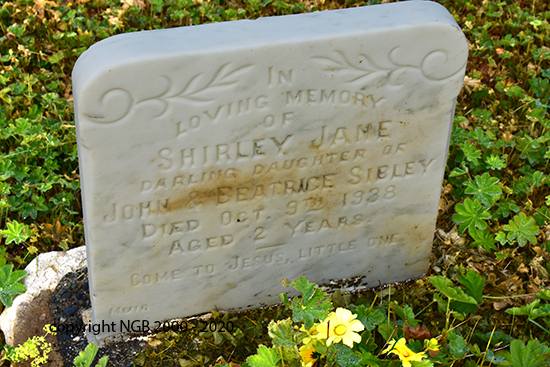 IN
LOVING MEMORY
OF
SHIRLEY JANE
DARLING DAUGHTER OF
JOHN & BEATRICE SIBLEY
DIED OCT. 9TH 1938
AGED 2 YEARS.
COME TO JESUS, LITTLE ONE.
MUIR
copyright NGB 2000 - 2020